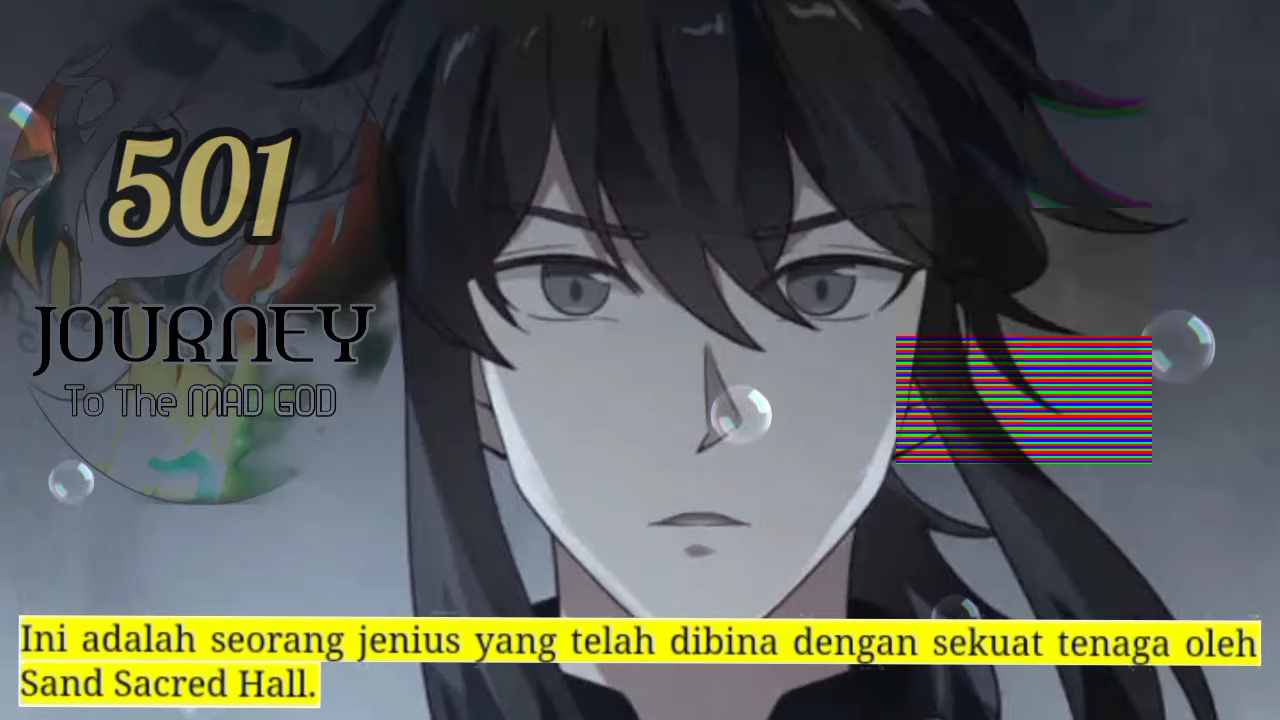 501
JOURNEY
To The MAD GOD
Ini adalah seorang jenius yang telah dibina dengan sekuat tenaga oleh
Sand Sacred Hall.